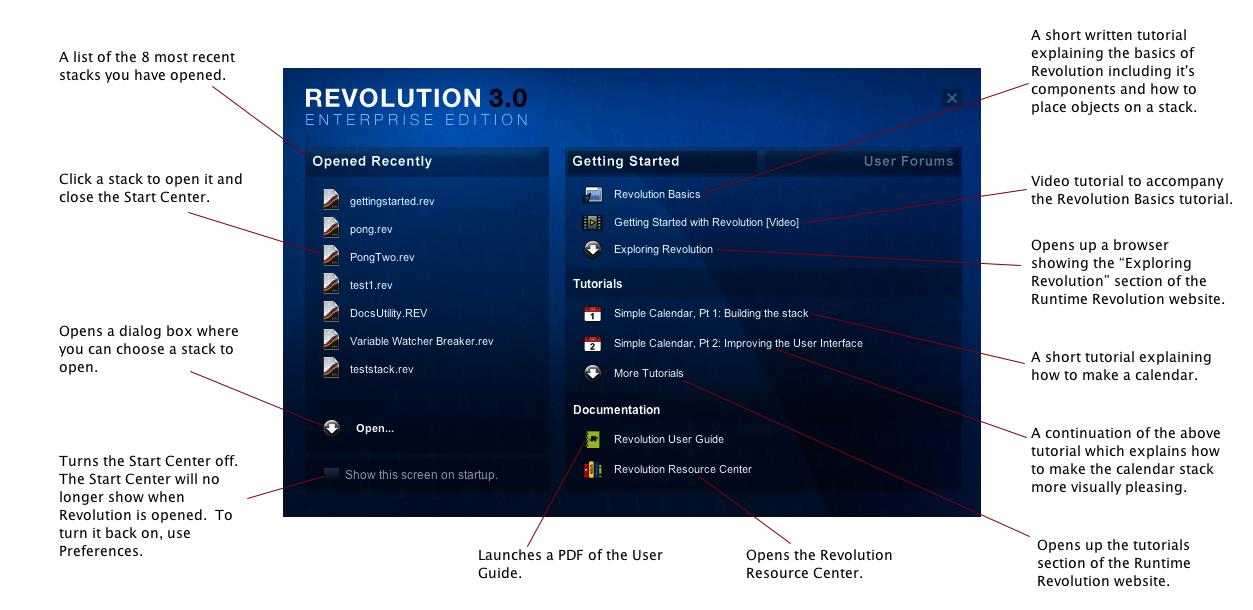 A list of the 8 most recent
stacks you have opened.
Click a stack to open it and
close the Start Center.
Opens a dialog box where
you can choose a stack to
open.
Turns the Start Center off.
The Start Center will no
longer show when
Revolution is opened.  To
turn it back on, use
Preferences.
REVOLUTION 3.0
ENTERPRISE EDITION
Opened Recently
gettingstarted.rev
pong.rev
PongTwo.rev
test1.rev
DocsUtility.REV
Variable Watcher Breaker.rev
teststack.rev
Open...
Show this screen on startup.
Getting Started
User Forums
Revolution Basics
Getting Started with Revolution [Video]
Exploring Revolution
Tutorials
1
Simple Calendar, Pt 1: Building the stack
2
Simple Calendar, Pt 2: Improving the User Interface
More Tutorials
Documentation
Revolution User Guide
Revolution Resource Center
A short written tutorial
explaining the basics of
Revolution including it's
components and how to
place objects on a stack.
Video tutorial to accompany
the Revolution Basics tutorial.
Opens up a browser
showing the “Exploring
Revolution” section of the
Runtime Revolution website.
A short tutorial explaining
how to make a calendar.
A continuation of the above
tutorial which explains how
to make the calendar stack
more visually pleasing.
Opens up the tutorials
section of the Runtime
Revolution website.
Launches a PDF of the User
Guide.
Opens the Revolution
Resource Center.